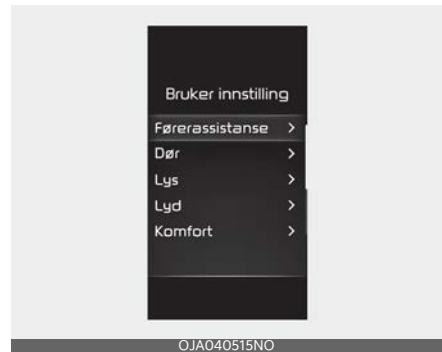 Bruker innstilling
Førerassistanse >
Dør >
Lys >
Lyd >
Komfort >
OJA040515NO